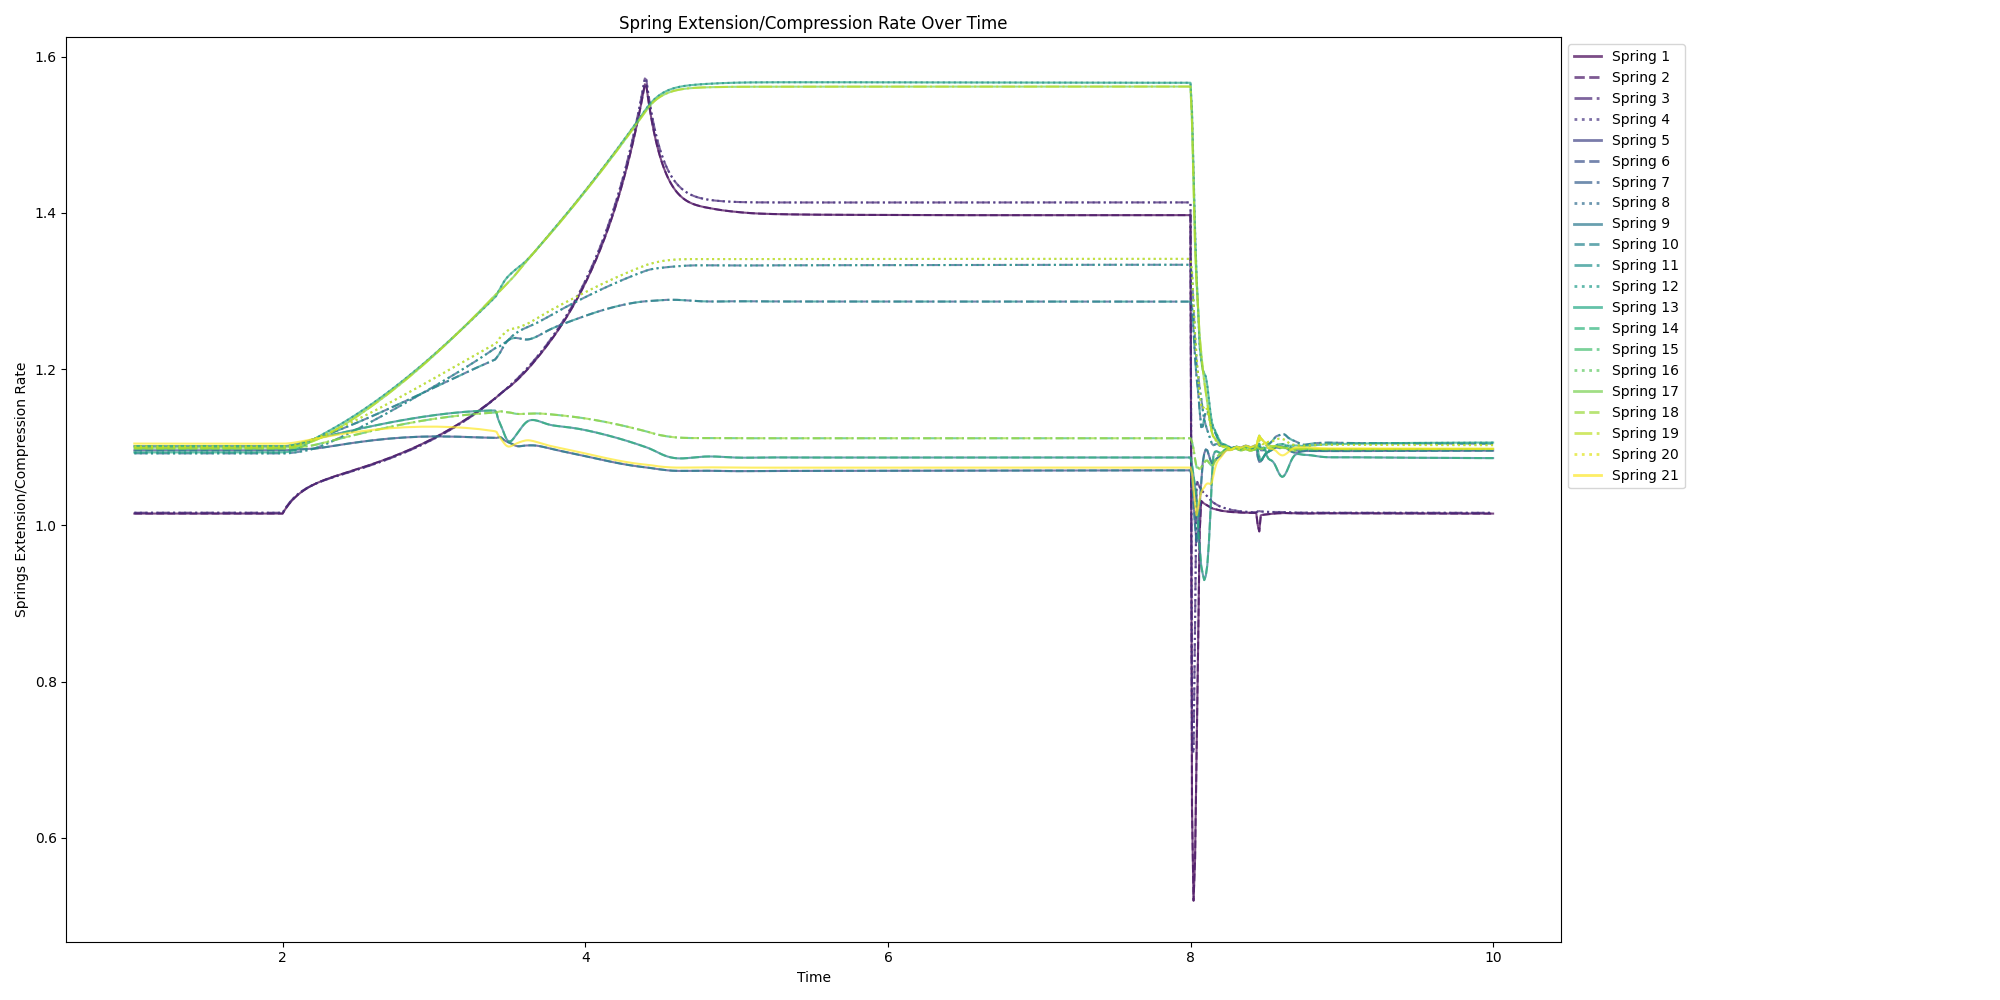 Spring Extension/Compression Rate Over Time
Springs Extension/Compression Rate
1.6
1.4
1.2
1.0
0.8
0.6
2
4
6
8
10
Time
Spring 1
Spring 2
Spring 3
Spring 4
Spring 5
Spring 6
Spring 7
Spring 8
Spring 9
Spring 10
Spring 11
Spring 12
Spring 13
Spring 14
Spring 15
Spring 16
Spring 17
Spring 18
Spring 19
Spring 20
Spring 21